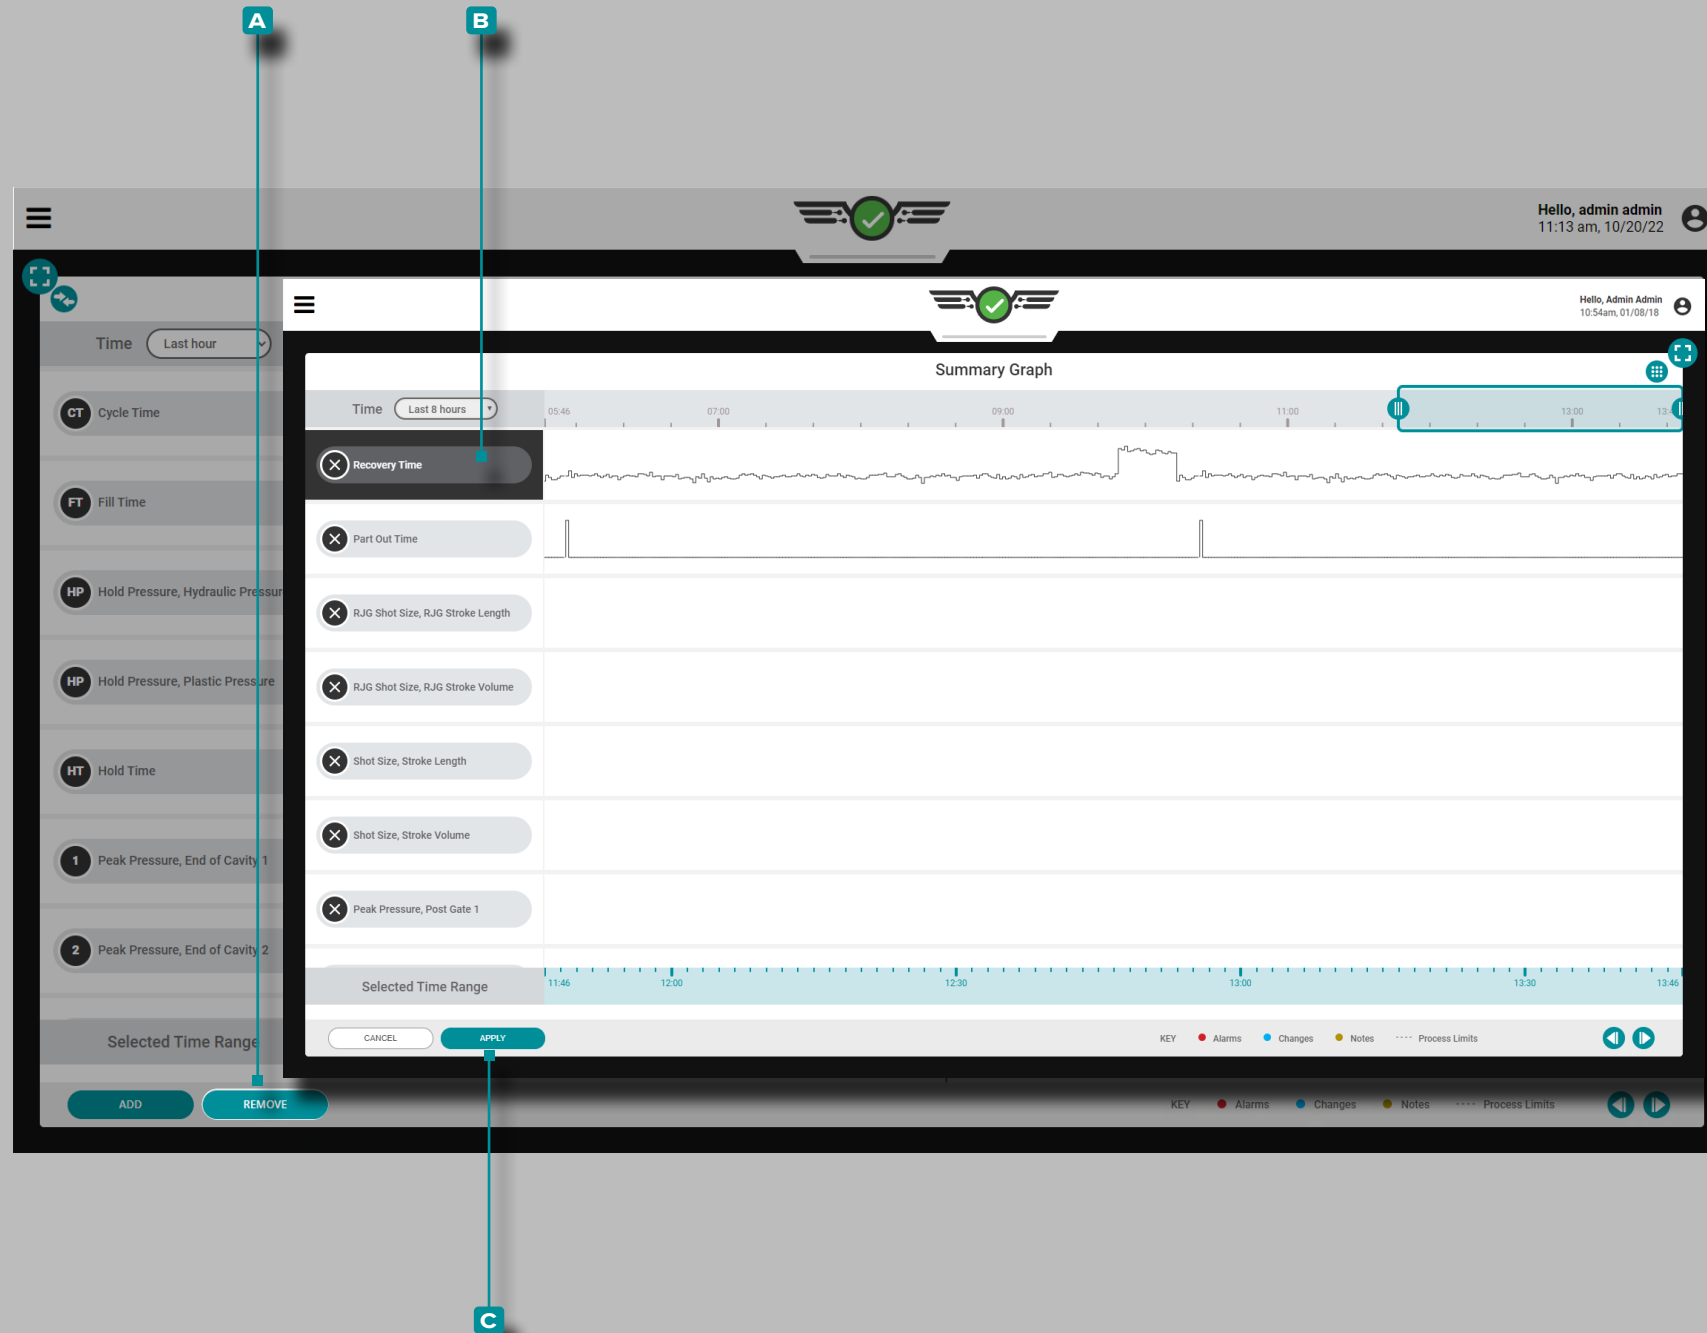 A
B
Hello, admin admin
11:13 am, 10/20/22
Time
Last hour
CT Cycle Time
FT Fill Time
HP Hold Pressure, Hydraulic Pressur
HP Hold Pressure, Plastic Pressure
HT Hold Time
1 Peak Pressure, End of Cavity 1
2 Peak Pressure, End of Cavity 2
Selected Time Range
ADD
REMOVE
KEY Alarms Changes Notes Process Limits
Hello, Admin Admin
10:54am, 01/08/18
Summary Graph
Time Last 8 hours
05:46 07:00 09:00 11:00 13:00
Recovery Time
Part Out Time
RJG Shot Size, RJG Stroke Length
RJG Shot Size, RJG Stroke Volume
Shot Size, Stroke Length
Shot Size, Stroke Volume
Peak Pressure, Post Gate 1
Selected Time Range
11:46 12:00 12:30 13:00 13:30 13:46
CANCEL APPLY
KEY Alarms Changes Notes Process Limits
C